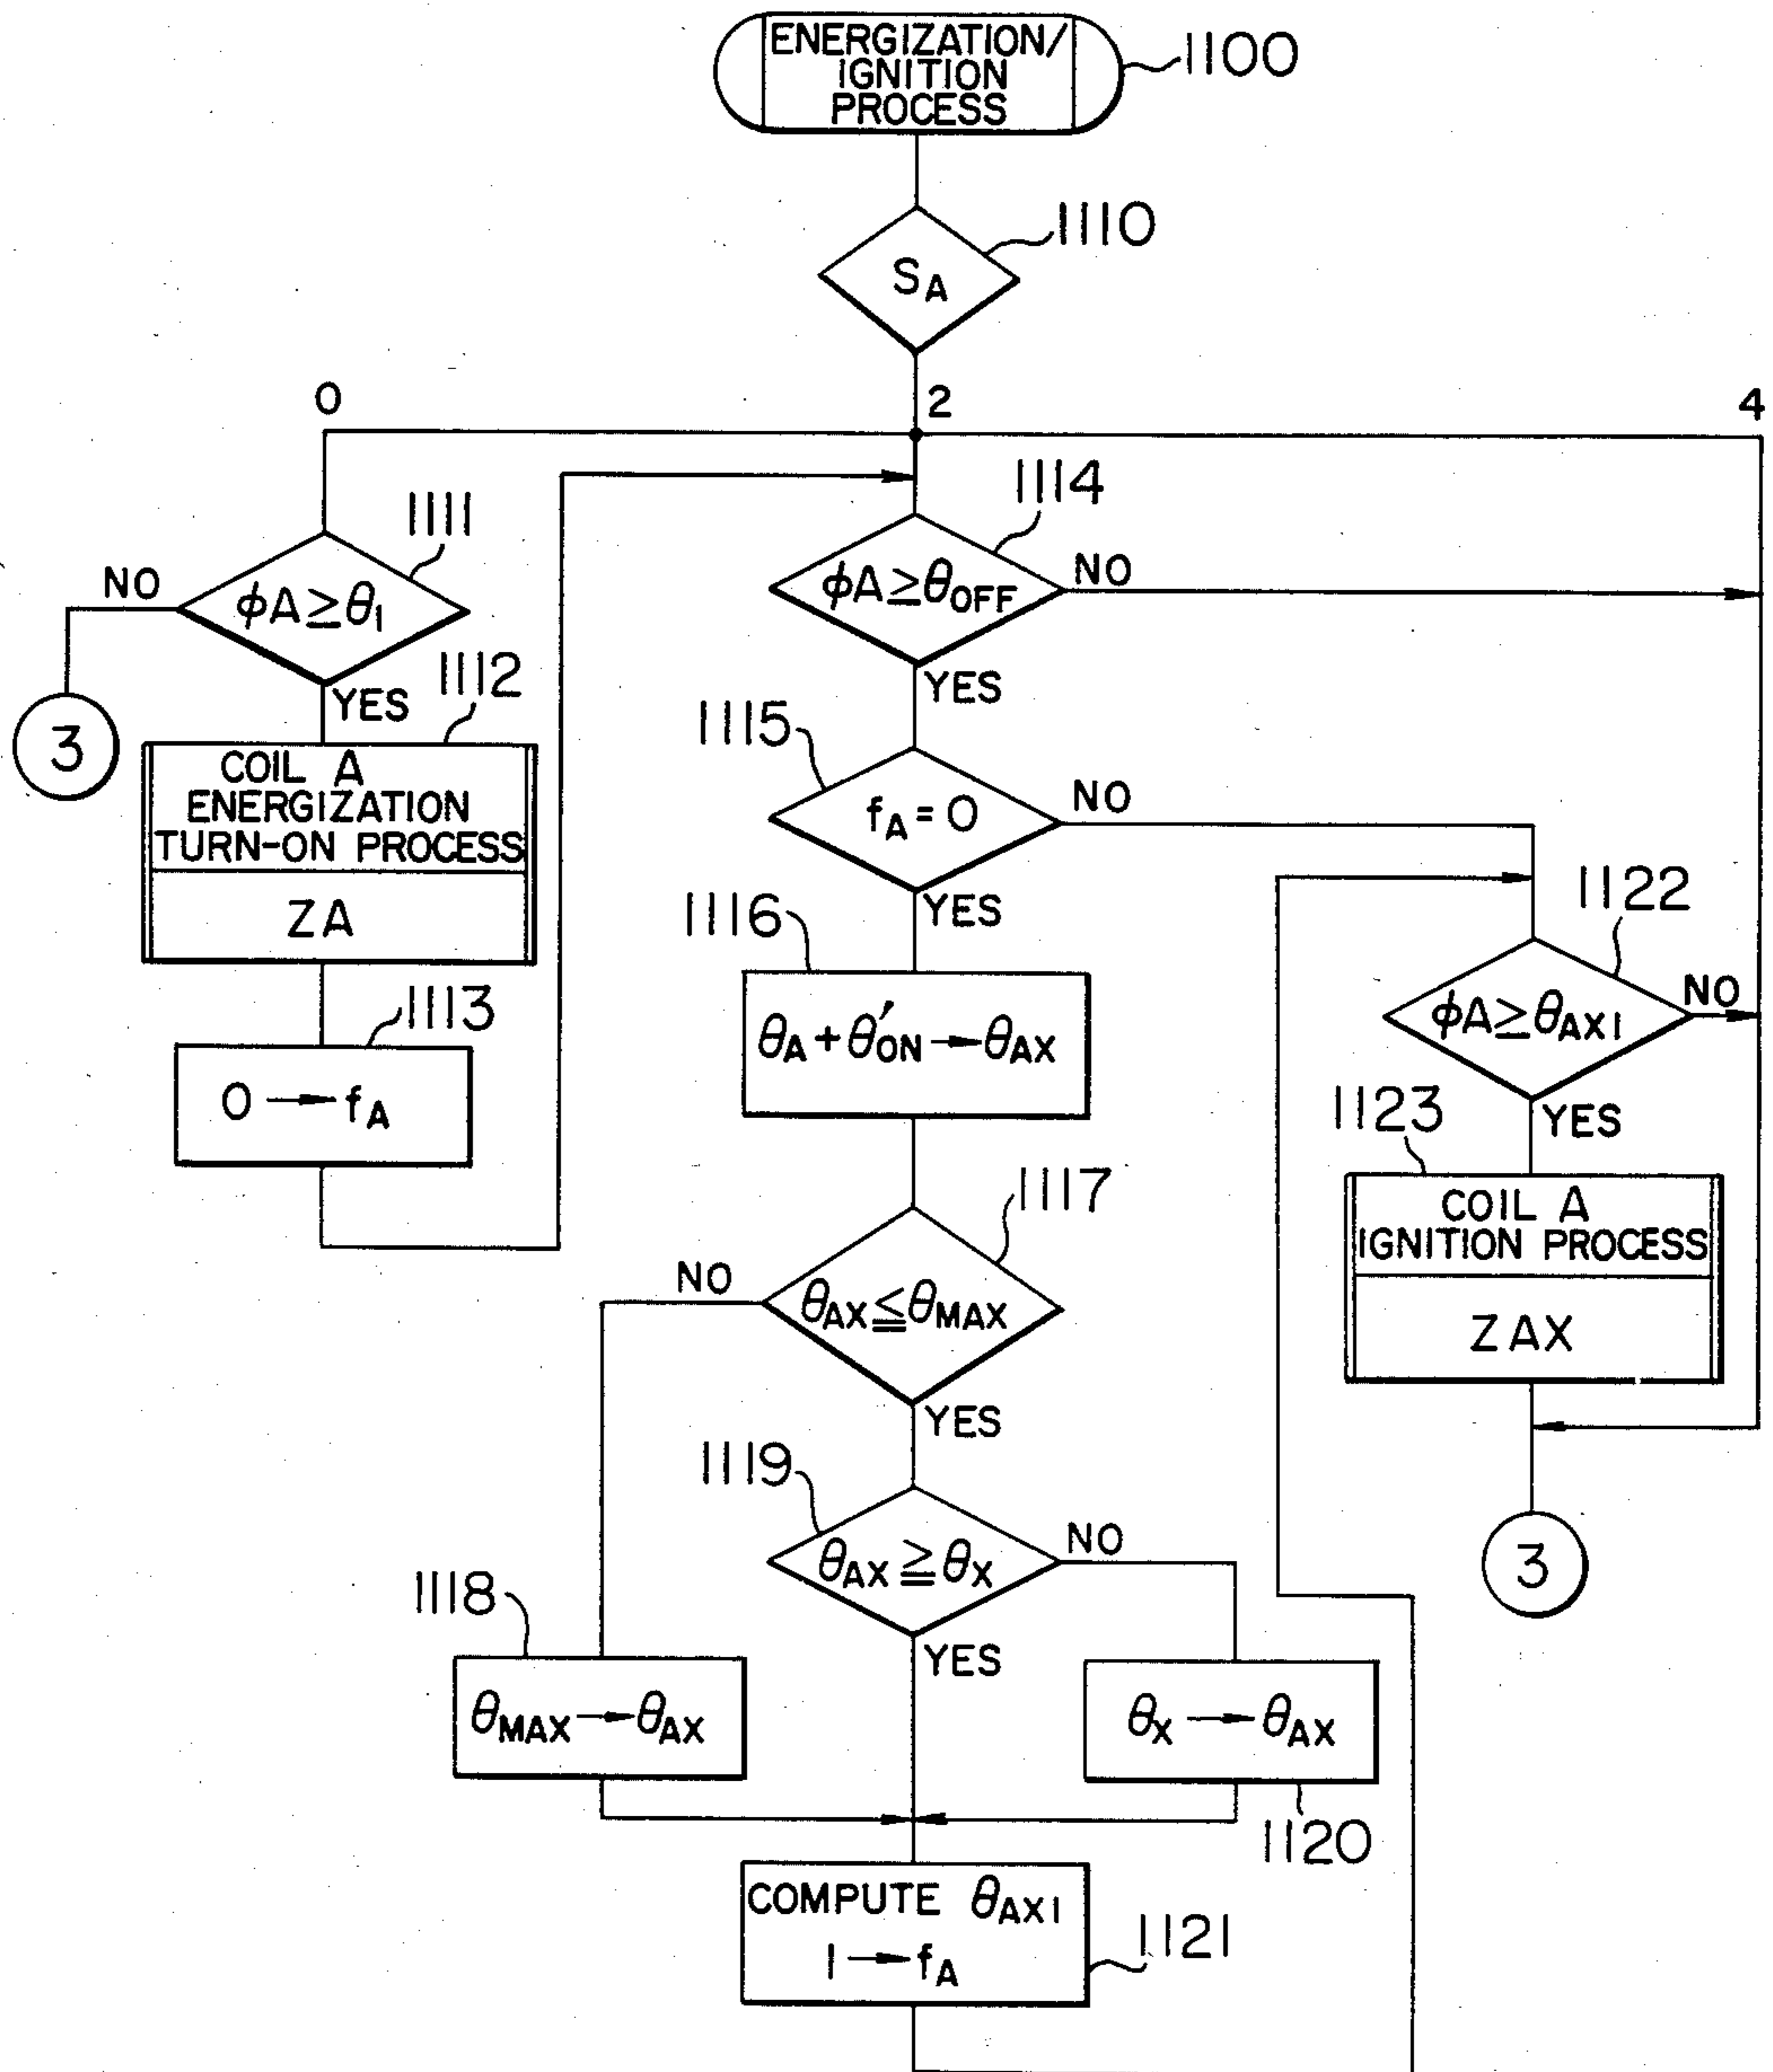 ENERGIZATION/
IGNITION
PROCESS
1100
SA
1110
0
2
4
1111
NO
φA≥θ1
YES
3
1112
COIL A
ENERGIZATION
TURN-ON PROCESS
ZA
1113
0→fA
1114
φA≥θOFF
NO
YES
1115
fA=0
NO
YES
1116
θA+θ'ON→θAX
1117
NO
θAX≦θMAX
YES
1119
θAX≧θX
NO
YES
1118
θMAX→θAX
θX→θAX
1120
COMPUTE θAX1
1→fA
1121
1122
φA≥θAX1
NO
YES
1123
COIL A
IGNITION PROCESS
ZAX
3